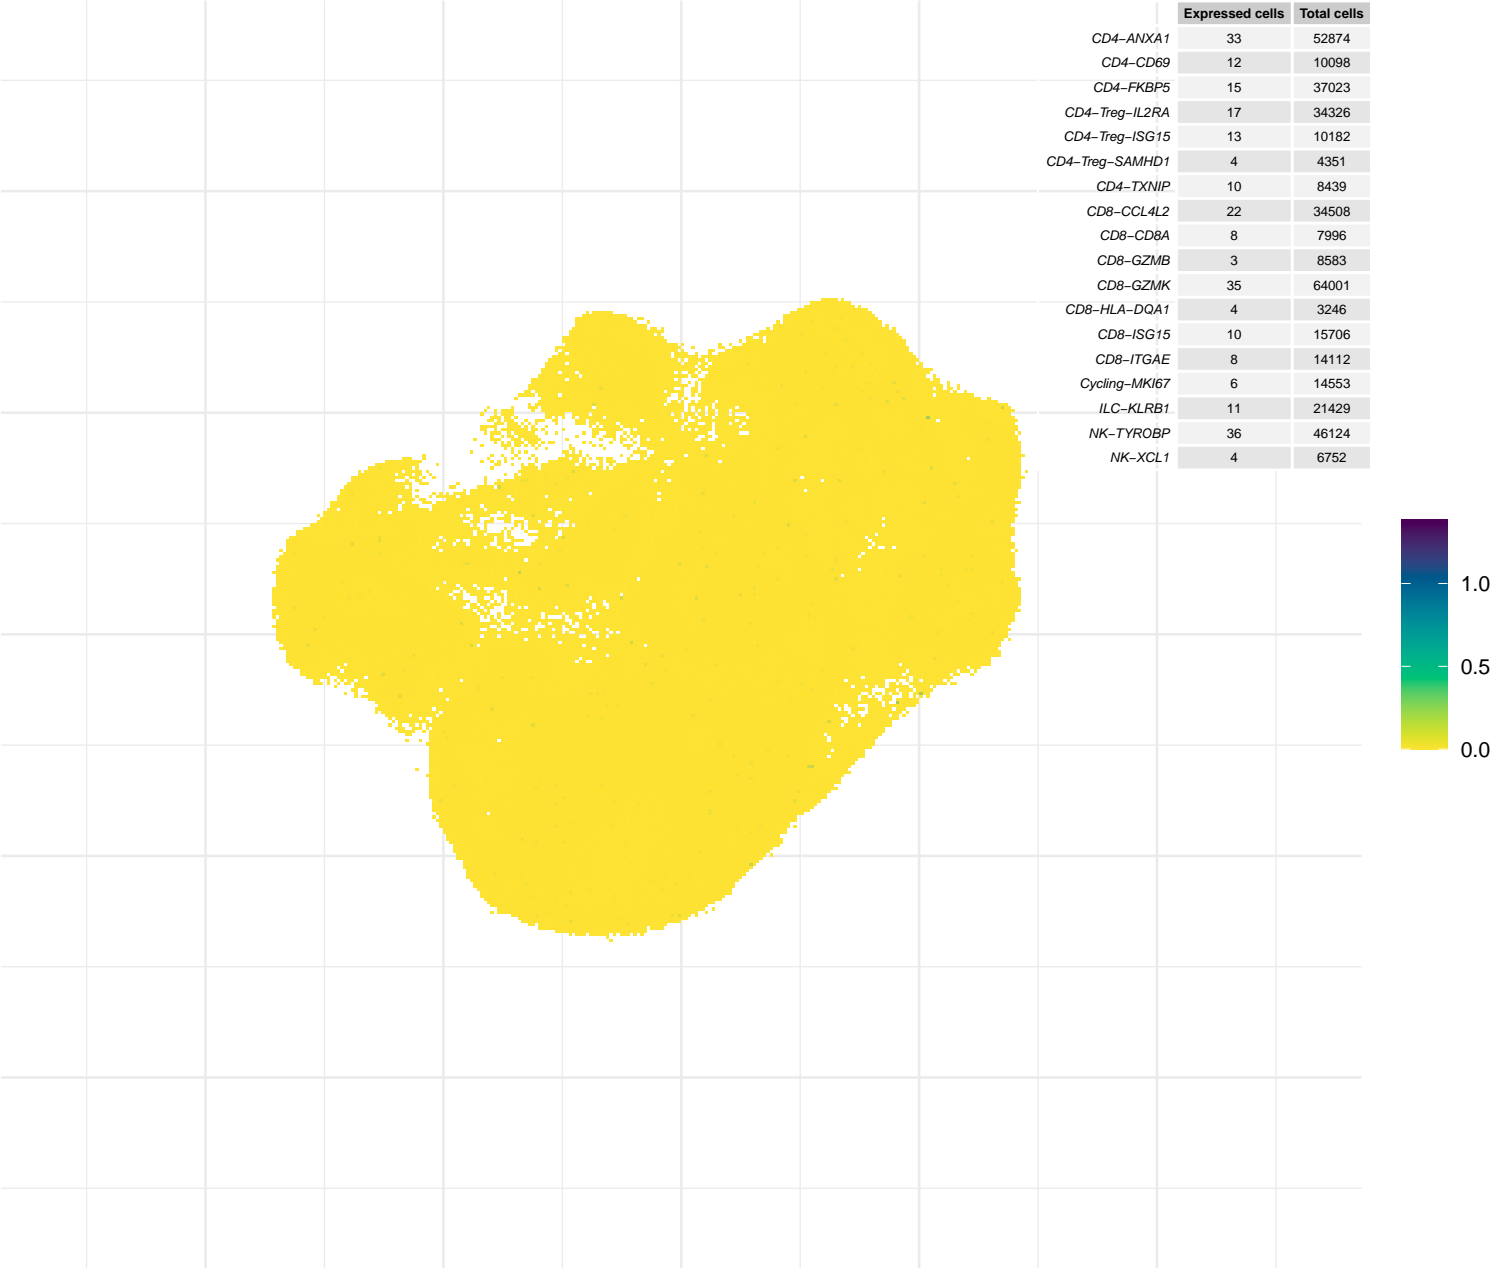 Expressed cells Total cells
CD4−ANXA1 33 52874
CD4−CD69 12 10098
CD4−FKBP5 15 37023
CD4−Treg−IL2RA 17 34326
CD4−Treg−ISG15 13 10182
CD4−Treg−SAMHD1 4 4351
CD4−TXNIP 10 8439
CD8−CCL4L2 22 34508
CD8−CD8A 8 7996
CD8−GZMB 3 8583
CD8−GZMK 35 64001
CD8−HLA−DQA1 4 3246
CD8−ISG15 10 15706
CD8−ITGAE 8 14112
Cycling−MKI67 6 14553
ILC−KLRB1 11 21429
NK−TYROBP 36 46124
NK−XCL1 4 6752
1.0
0.5
0.0